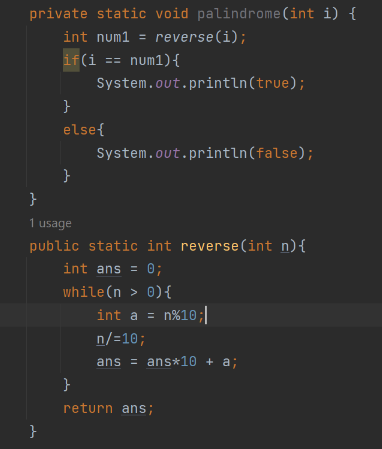 private static void palindrome(int i) {
int num1 = reverse(i);
if(i == num1){
System.out.println(true);
}
else{
System.out.println(false);
}
}
1 usage
public static int reverse(int n){
int ans = 0;
while(n > 0){
int a = n%10;
n/=10;
ans = ans*10 + a;
}
return ans;
}